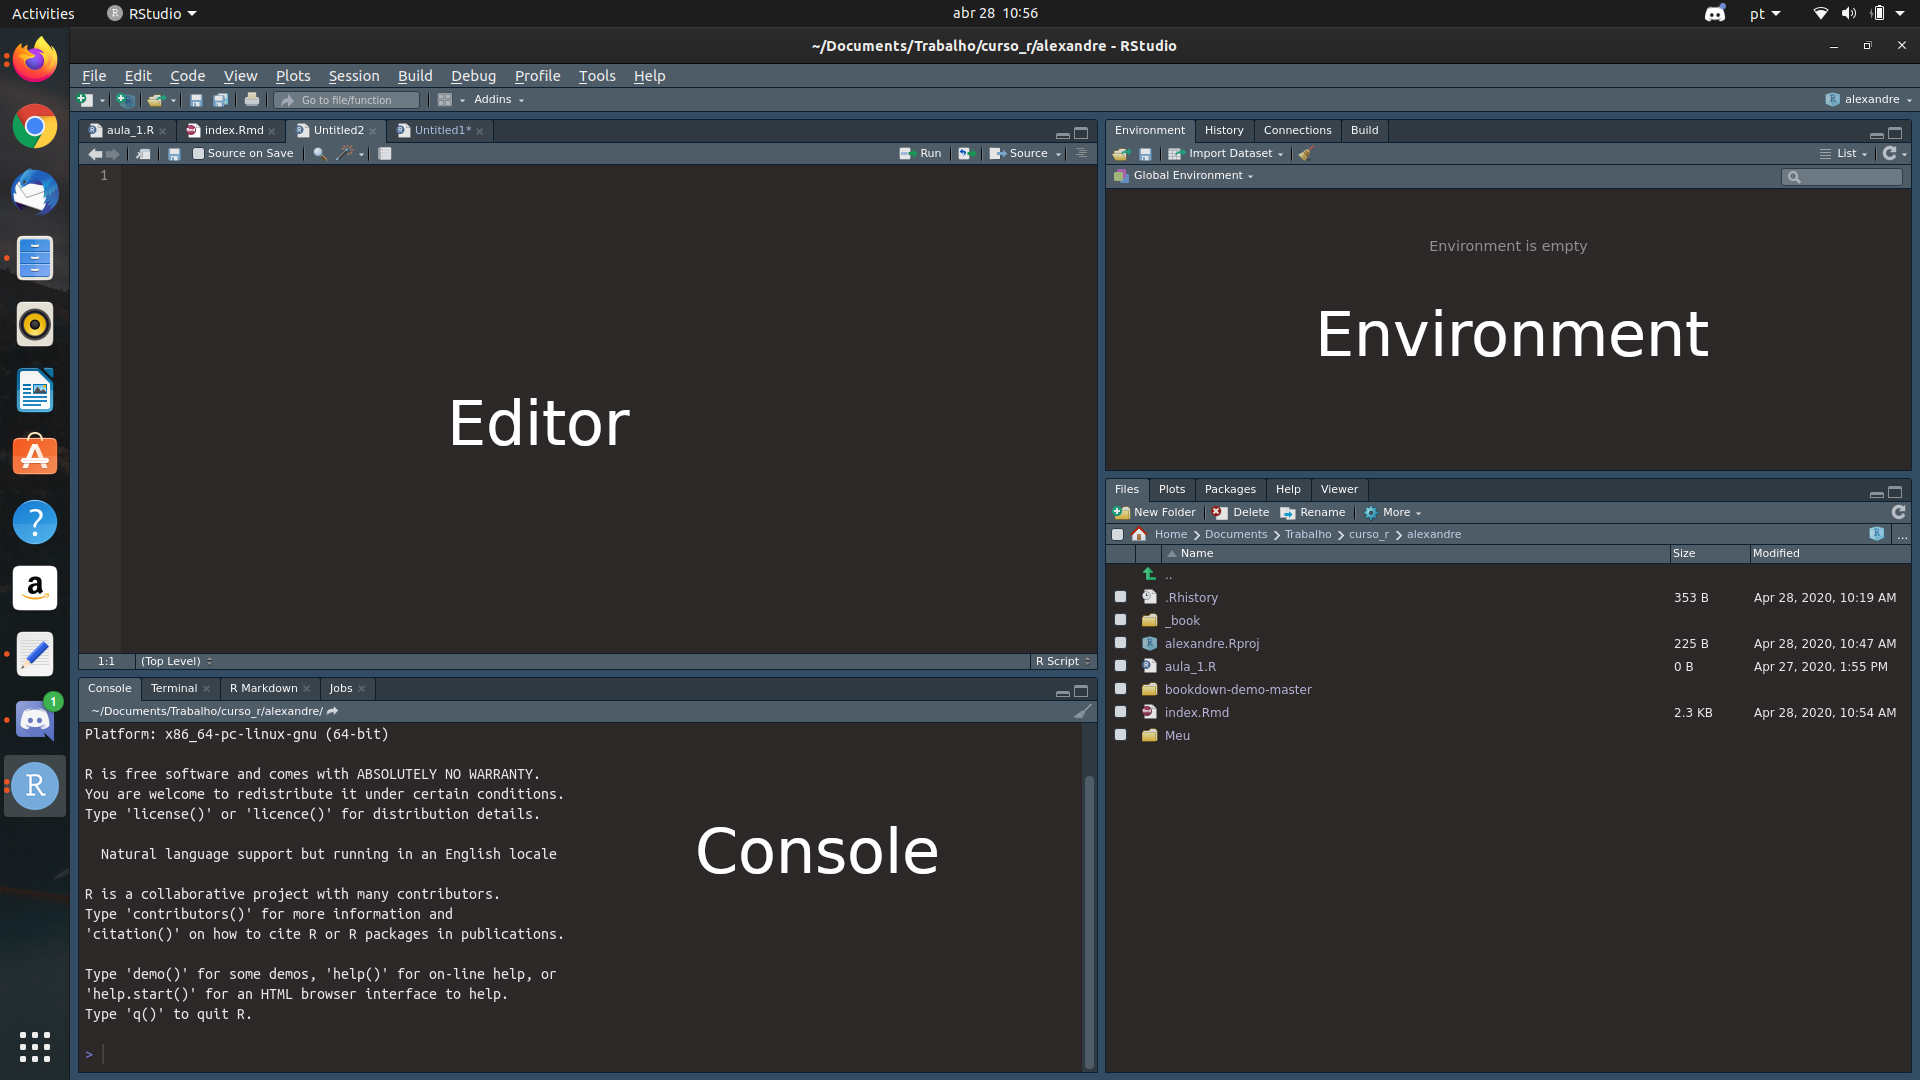 Activities
RStudio
abr 28 10:56
pt
~/Documents/Trabalho/curso_r/alexandre - RStudio
File Edit Code View Plots Session Build Debug Profile Tools Help
Go to file/function
Addins
alexandre
aula_1.R
index.Rmd
Untitled2
Untitled1*
Source on Save
Run
Source
1
Editor
1:1
(Top Level)
R Script
Environment
History
Connections
Build
Import Dataset
List
Global Environment
Environment is empty
Environment
Console
Terminal
R Markdown
Jobs
~/Documents/Trabalho/curso_r/alexandre/
Platform: x86_64-pc-linux-gnu (64-bit)
R is free software and comes with ABSOLUTELY NO WARRANTY.
You are welcome to redistribute it under certain conditions.
Type 'license()' or 'licence()' for distribution details.
Natural language support but running in an English locale
R is a collaborative project with many contributors.
Type 'contributors()' for more information and
'citation()' on how to cite R or R packages in publications.
Type 'demo()' for some demos, 'help()' for on-line help, or
'help.start()' for an HTML browser interface to help.
Type 'q()' to quit R.
>
Console
Files
Plots
Packages
Help
Viewer
New Folder
Delete
Rename
More
Home
Documents
Trabalho
curso_r
alexandre
...
Name Size Modified
..
.Rhistory 353 B Apr 28, 2020, 10:19 AM
_book
alexandre.Rproj 225 B Apr 28, 2020, 10:47 AM
aula_1.R 0 B Apr 27, 2020, 1:55 PM
bookdown-demo-master
index.Rmd 2.3 KB Apr 28, 2020, 10:54 AM
Meu
?
a
1
R